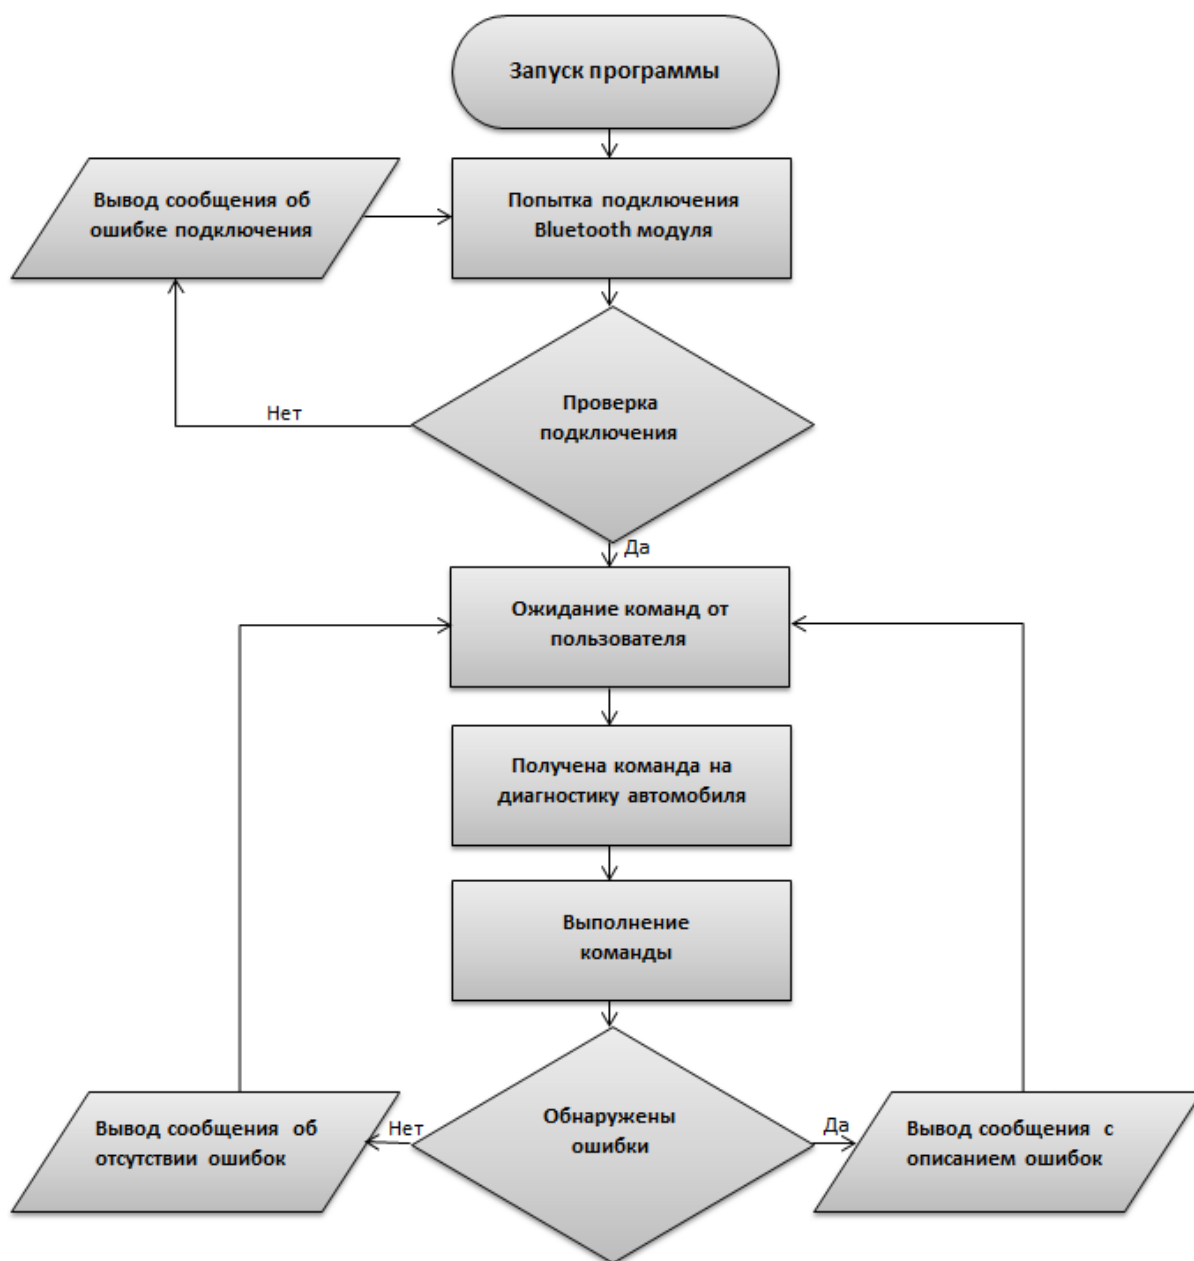 Запуск программы
Вывод сообщения об
ошибке подключения
Попытка подключения
Bluetooth модуля
Проверка
подключения
Нет
Да
Ожидание команд от
пользователя
Получена команда на
диагностику автомобиля
Выполнение
команды
Вывод сообщения об
отсутствии ошибок
Нет
Обнаружены
ошибки
Да
Вывод сообщения с
описанием ошибок